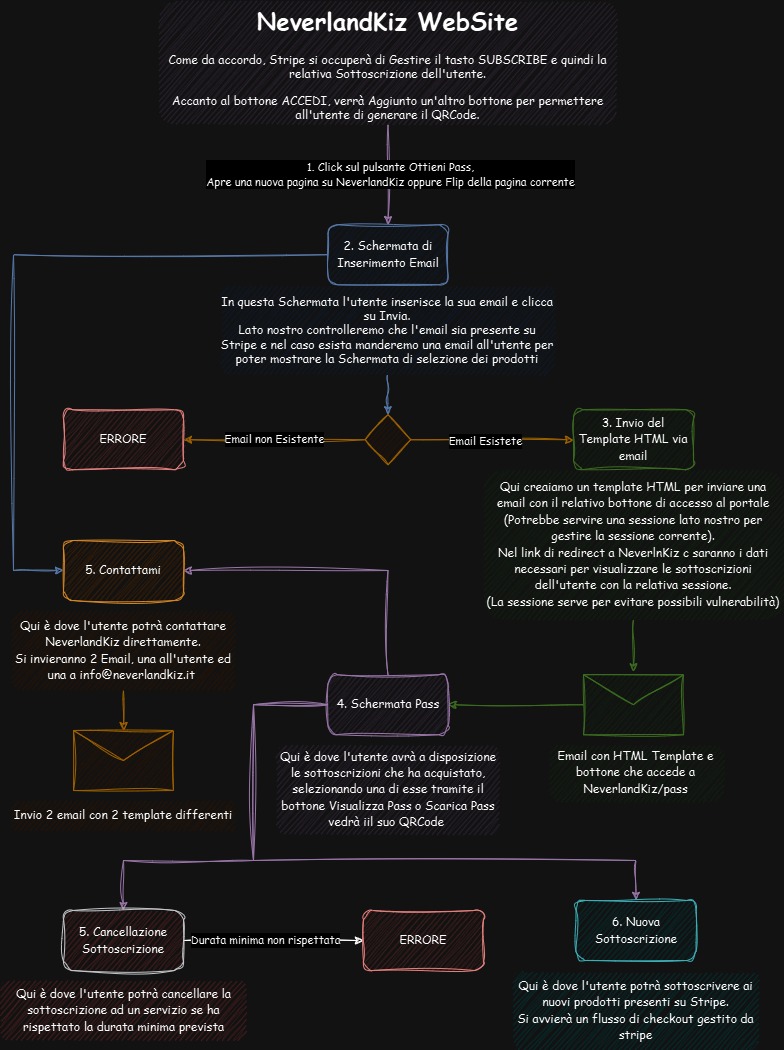 NeverlandKiz WebSite
Come da accordo, Stripe si occuperà di Gestire il tasto SUBSCRIBE e quindi la
relativa Sottoscrizione dell'utente.
Accanto al bottone ACCEDI, verrà Aggiunto un'altro bottone per permettere
all'utente di generare il QRCode.
1. Click sul pulsante Ottieni Pass,
Apre una nuova pagina su NeverlandKiz oppure Flip della pagina corrente
2. Schermata di
Inserimento Email
In questa Schermata l'utente inserisce la sua email e clicca
su Invia.
Lato nostro controlleremo che l'email sia presente su
Stripe e nel caso esista manderemo una email all'utente per
poter mostrare la Schermata di selezione dei prodotti
ERRORE
Email non Esistente
Email Esistete
3. Invio del
Template HTML via
email
Qui creaiamo un template HTML per inviare una
email con il relativo bottone di accesso al portale
(Potrebbe servire una sessione lato nostro per
gestire la sessione corrente).
Nel link di redirect a NeverlnKiz c saranno i dati
necessari per visualizzare le sottoscrizioni
dell'utente con la relativa sessione.
(La sessione serve per evitare possibili vulnerabilità)
5. Contattami
Qui è dove l'utente potrà contattare
NeverlandKiz direttamente.
Si invieranno 2 Email, una all'utente ed
una a info@neverlandkiz.it
Invio 2 email con 2 template differenti
4. Schermata Pass
Qui è dove l'utente avrà a disposizione
le sottoscrizioni che ha acquistato,
selezionando una di esse tramite il
bottone Visualizza Pass o Scarica Pass
vedrà iil suo QRCode
Email con HTML Template e
bottone che accede a
NeverlandKiz/pass
5. Cancellazione
Sottoscrizione
Durata minima non rispettata
ERRORE
6. Nuova
Sottoscrizione
Qui è dove l'utente potrà cancellare la
sottoscrizione ad un servizio se ha
rispettato la durata minima prevista
Qui è dove l'utente potrà sottoscrivere ai
nuovi prodotti presenti su Stripe.
Si avvierà un flusso di checkout gestito da
stripe